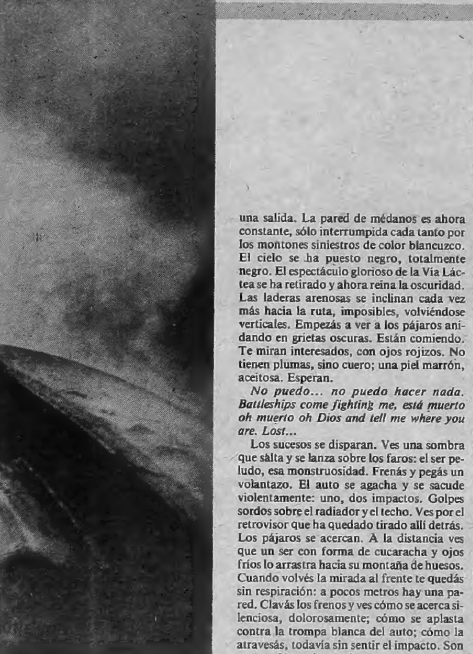 una salida. La pared de médanos es ahora
constante, sólo interrumpida cada tanto por
los montones siniestros de color blancuzco.
El cielo se ha puesto negro, totalmente
negro. El espectáculo glorioso de la Vía Lác-
tea se ha retirado y ahora reina la oscuridad.
Las laderas arenosas se inclinan cada vez
más hacia la ruta, imposibles, volviéndose
verticales. Empezás a ver a los pájaros ani-
dando en grietas oscuras. Están comiendo.
Te miran interesados, con ojos rojizos. No
tienen plumas, sino cuero; una piel marrón,
aceitosa. Esperan.
No puedo... no puedo hacer nada.
Battleships come fighting me, está muerto
oh muerto oh Dios and tell me where you
are. Lost...
Los sucesos se disparan. Ves una sombra
que salta y se lanza sobre los faros: el ser pe-
ludo, esa monstruosidad. Frenás y pegás un
volantazo. El auto se agacha y se sacude
violentamente: uno, dos impactos. Golpes
sordos sobre el radiador y el techo. Ves por el
retrovisor que ha quedado tirado allí detrás.
Los pájaros se acercan. A la distancia ves
que un ser con forma de cucaracha y ojos
fríos lo arrastra hacia su montaña de huesos.
Cuando volvés la mirada al frente te quedás
sin respiración: a pocos metros hay una pa-
red. Clavás los frenos y ves cómo se acerca si-
lenciosa, dolorosamente; cómo se aplasta
contra la trompa blanca del auto; cómo la
atravesás, todavía sin sentir el impacto. Son